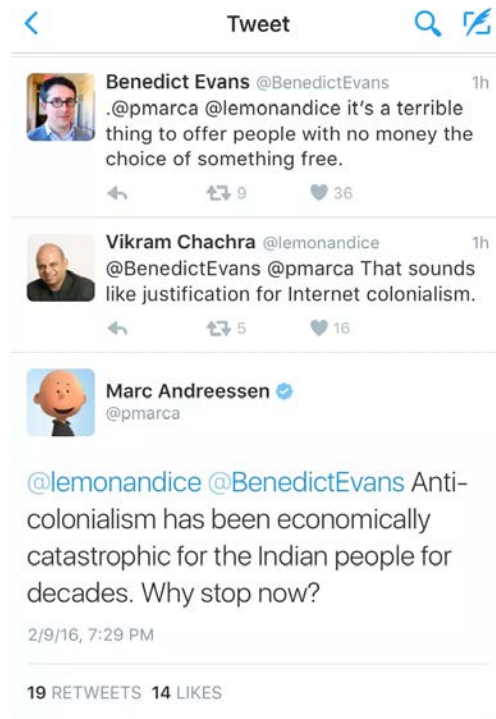 Tweet
Benedict Evans @BenedictEvans 1h
.@pmarca @lemonandice it's a terrible
thing to offer people with no money the
choice of something free.
9 36
Vikram Chachra @lemonandice 1h
@BenedictEvans @pmarca That sounds
like justification for Internet colonialism.
5 16
Marc Andreessen
@pmarca
@lemonandice @BenedictEvans Anti-
colonialism has been economically
catastrophic for the Indian people for
decades. Why stop now?
2/9/16, 7:29 PM
19 RETWEETS 14 LIKES